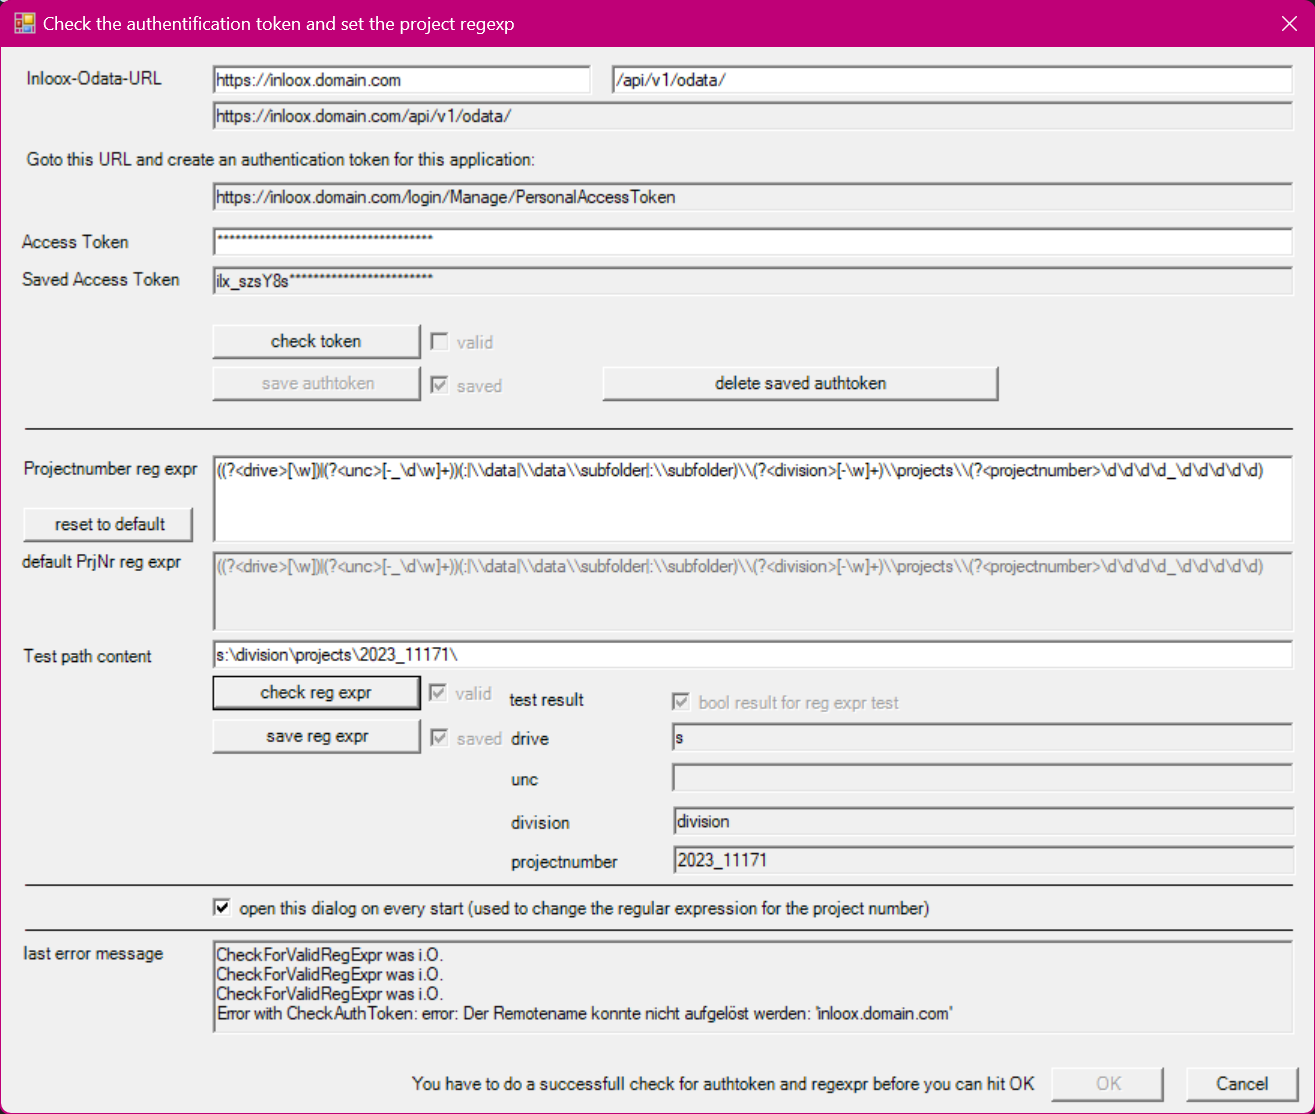 Check the authentification token and set the project regexp
Inloox-Odata-URL
https://inloox.domain.com
/api/v1/odata/
https://inloox.domain.com/api/v1/odata/
Goto this URL and create an authentication token for this application:
https://inloox.domain.com/login/Manage/PersonalAccessToken
Access Token
************************************
Saved Access Token
ilx_szsY8s************************
check token
valid
save authtoken
saved
delete saved authtoken
Projectnumber reg expr
((?<drive>[\w])|(?<unc>[-_\d\w]+))(:|\\data|\\data\\subfolder|:\\subfolder)\\(?<division>[-\w]+)\\projects\\(?<projectnumber>\d\d\d\d_\d\d\d\d\d)
reset to default
default PrjNr reg expr
((?<drive>[\w])|(?<unc>[-_\d\w]+))(:|\\data|\\data\\subfolder|:\\subfolder)\\(?<division>[-\w]+)\\projects\\(?<projectnumber>\d\d\d\d_\d\d\d\d\d)
Test path content
s:\division\projects\2023_11171\
check reg expr
valid
test result
bool result for reg expr test
save reg expr
saved
drive
s
unc
division
division
projectnumber
2023_11171
open this dialog on every start (used to change the regular expression for the project number)
last error message
CheckForValidRegExpr was i.O.
CheckForValidRegExpr was i.O.
CheckForValidRegExpr was i.O.
Error with CheckAuthToken: error: Der Remotename konnte nicht aufgelöst werden: 'inloox.domain.com'
You have to do a successfull check for authtoken and regexpr before you can hit OK
OK
Cancel